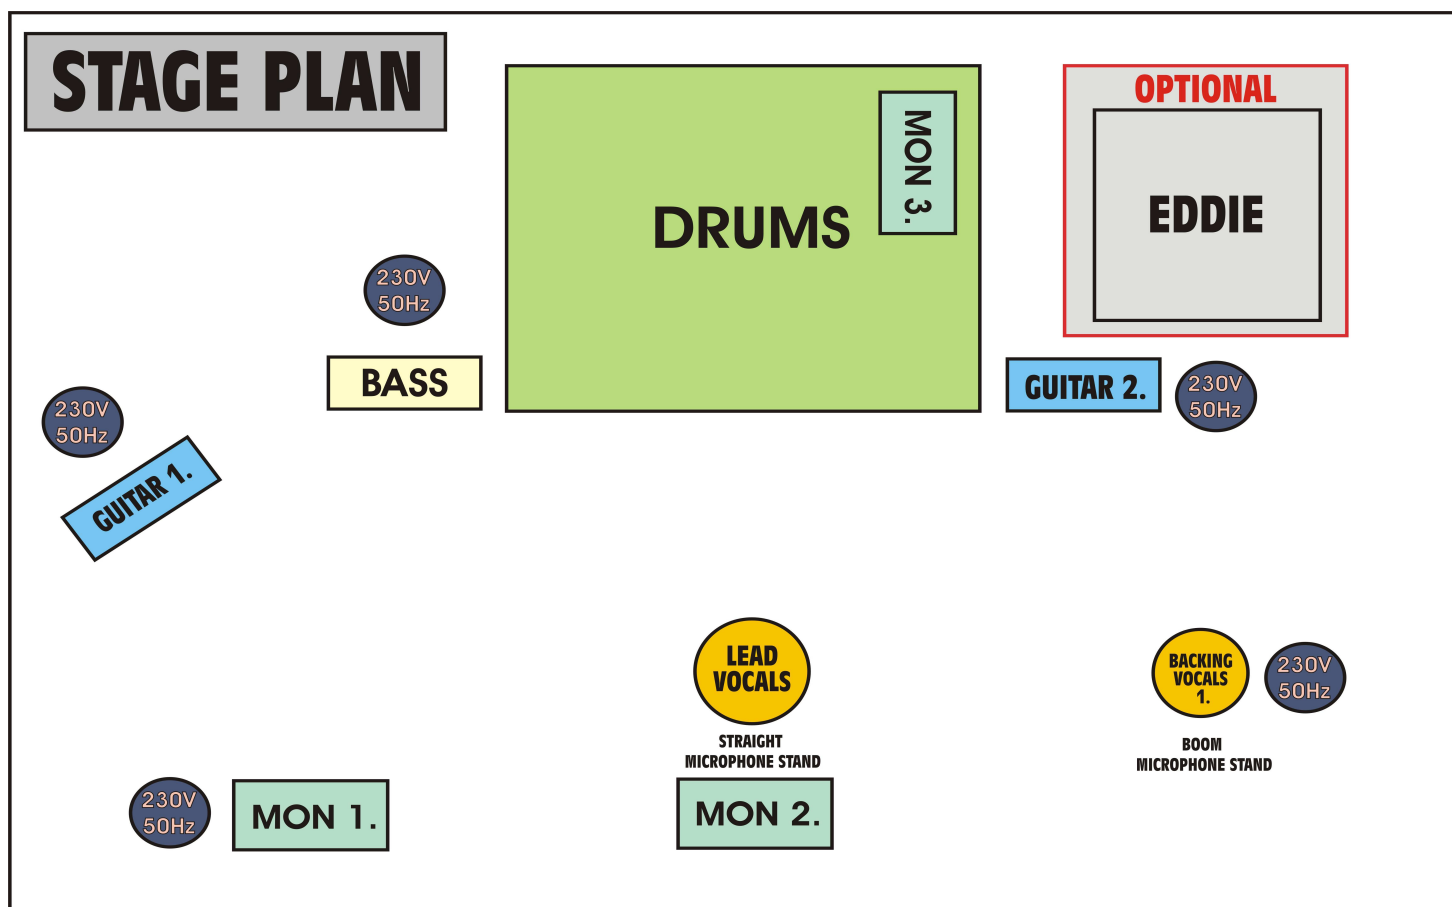 STAGE PLAN
OPTIONAL
EDDIE
MON 3.
DRUMS
230V
50Hz
BASS
GUITAR 2.
230V
50Hz
230V
50Hz
GUITAR 1.
LEAD
VOCALS
STRAIGHT
MICROPHONE STAND
BACKING
VOCALS
1.
230V
50Hz
BOOM
MICROPHONE STAND
230V
50Hz
MON 1.
MON 2.